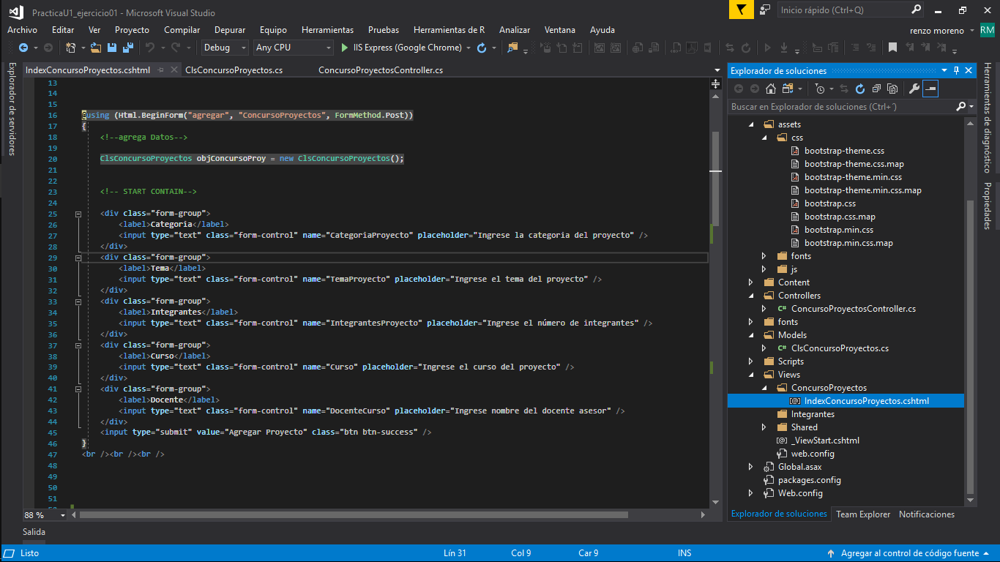 PracticaU1_ejercicio01 - Microsoft Visual Studio
Inicio rápido (Ctrl+Q)
Archivo Editar Ver Proyecto Compilar Depurar Equipo Herramientas Pruebas Herramientas de R Analizar Ventana Ayuda
renzo moreno RM
Debug Any CPU IIS Express (Google Chrome)
Explorador de servidores
IndexConcursoProyectos.cshtml ClsConcursoProyectos.cs ConcursoProyectosController.cs
13
14
15
16 @using (Html.BeginForm("agregar", "ConcursoProyectos", FormMethod.Post))
17 {
18 <!--agrega Datos-->
19
20 ClsConcursoProyectos objConcursoProy = new ClsConcursoProyectos();
21
22
23 <!-- START CONTAIN-->
24
25 <div class="form-group">
26 <label>Categoria</label>
27 <input type="text" class="form-control" name="CategoriaProyecto" placeholder="Ingrese la categoria del proyecto" />
28 </div>
29 <div class="form-group">
30 <label>Tema</label>
31 <input type="text" class="form-control" name="TemaProyecto" placeholder="Ingrese el tema del proyecto" />
32 </div>
33 <div class="form-group">
34 <label>Integrantes</label>
35 <input type="text" class="form-control" name="IntegrantesProyecto" placeholder="Ingrese el número de integrantes" />
36 </div>
37 <div class="form-group">
38 <label>Curso</label>
39 <input type="text" class="form-control" name="Curso" placeholder="Ingrese el curso del proyecto" />
40 </div>
41 <div class="form-group">
42 <label>Docente</label>
43 <input type="text" class="form-control" name="DocenteCurso" placeholder="Ingrese nombre del docente asesor" />
44 </div>
45 <input type="submit" value="Agregar Proyecto" class="btn btn-success" />
46 }
47 <br /><br /><br />
48
49
50
51
88 %
Explorador de soluciones
Buscar en Explorador de soluciones (Ctrl+´)
assets
css
bootstrap-theme.css
bootstrap-theme.css.map
bootstrap-theme.min.css
bootstrap-theme.min.css.map
bootstrap.css
bootstrap.css.map
bootstrap.min.css
bootstrap.min.css.map
fonts
js
Content
Controllers
C# ConcursoProyectosController.cs
fonts
Models
C# ClsConcursoProyectos.cs
Scripts
Views
ConcursoProyectos
[@] IndexConcursoProyectos.cshtml
Integrantes
Shared
[@] _ViewStart.cshtml
web.config
Global.asax
packages.config
Web.config
Explorador de soluciones Team Explorer Notificaciones
Herramientas de diagnóstico
Propiedades
Salida
Listo Lín 31 Col 9 Car 9 INS Agregar al control de código fuente